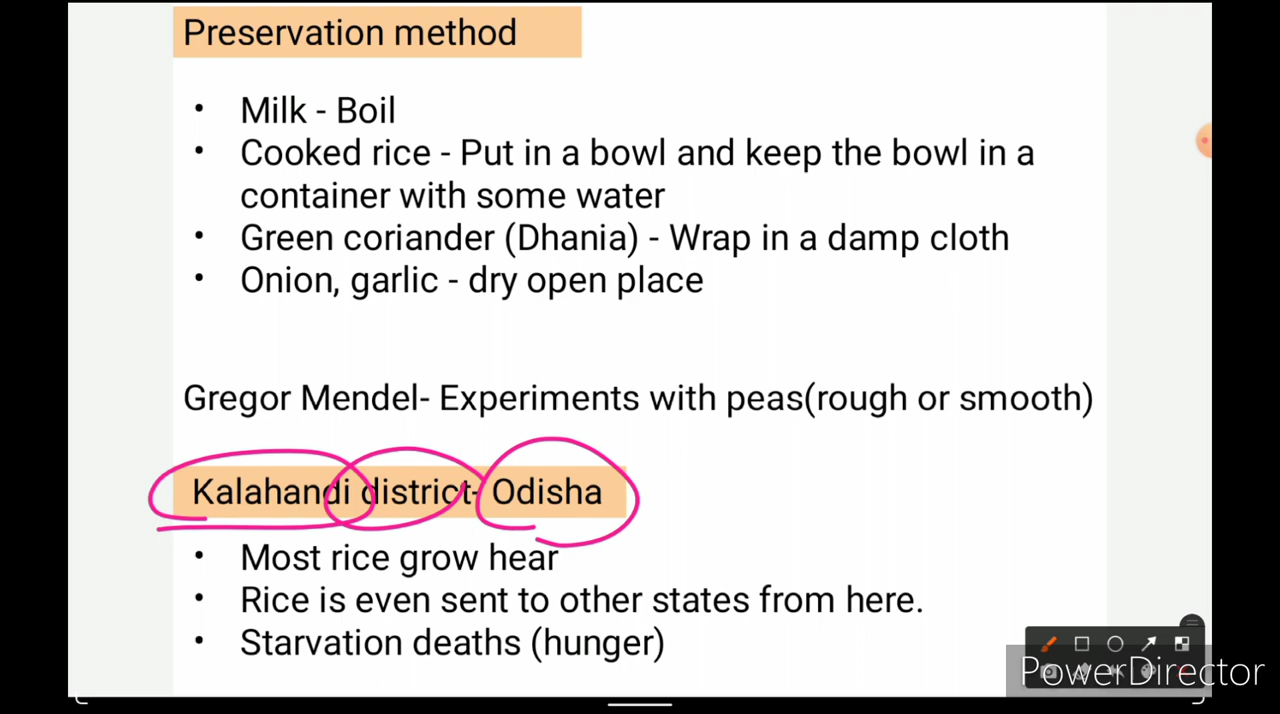 Preservation method
• Milk - Boil
• Cooked rice - Put in a bowl and keep the bowl in a
container with some water
• Green coriander (Dhania) - Wrap in a damp cloth
• Onion, garlic - dry open place
Gregor Mendel- Experiments with peas(rough or smooth)
Kalahandi district- Odisha
• Most rice grow hear
• Rice is even sent to other states from here.
• Starvation deaths (hunger)
PowerDirector